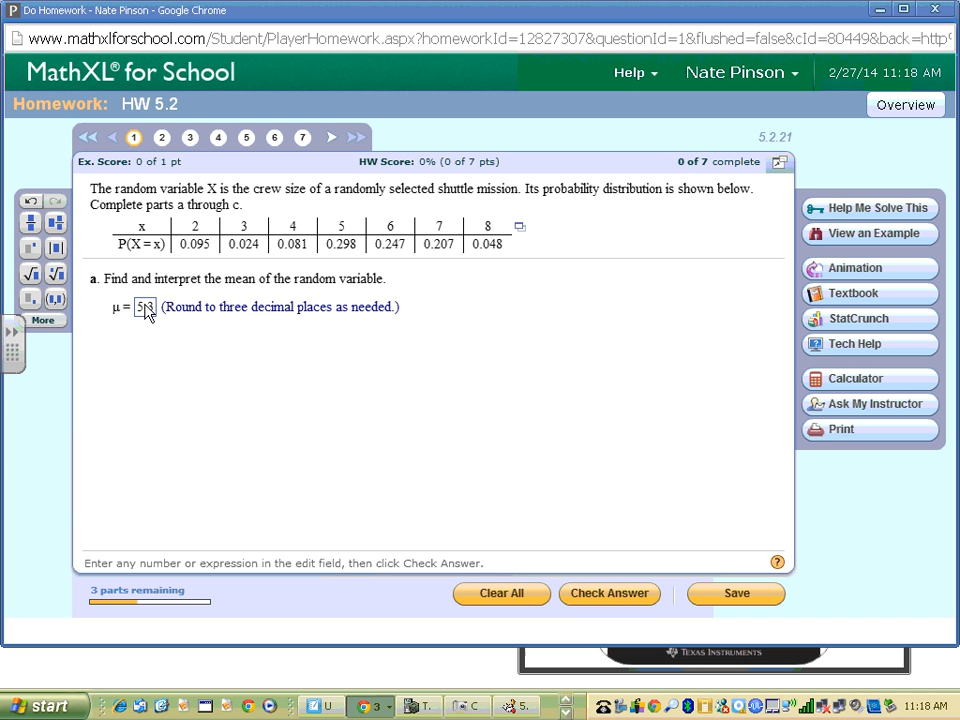 Do Homework - Nate Pinson - Google Chrome
www.mathxlforschool.com/Student/PlayerHomework.aspx?homeworkId=12827307&questionId=1&flushed=false&cId=80449&back=http
MathXL® for School
Help
Nate Pinson
2/27/14 11:18 AM
Homework: HW 5.2
Overview
1 2 3 4 5 6 7
5.2.21
Ex. Score: 0 of 1 pt
HW Score: 0% (0 of 7 pts)
0 of 7 complete
The random variable X is the crew size of a randomly selected shuttle mission. Its probability distribution is shown below.
Complete parts a through c.
x 2 3 4 5 6 7 8
P(X = x) 0.095 0.024 0.081 0.298 0.247 0.207 0.048
a. Find and interpret the mean of the random variable.
μ = (Round to three decimal places as needed.)
More
Help Me Solve This
View an Example
Animation
Textbook
StatCrunch
Tech Help
Calculator
Ask My Instructor
Print
Enter any number or expression in the edit field, then click Check Answer.
?
3 parts remaining
Clear All
Check Answer
Save
TEXAS INSTRUMENTS
start
U
3
T.
C
5.
11:18 AM